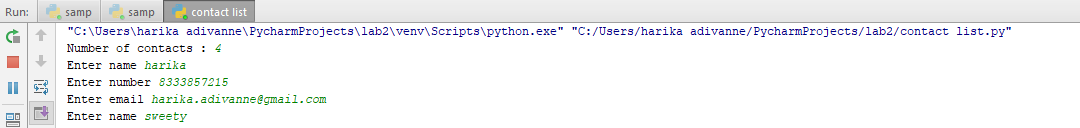 Run: samp samp contact list
"C:\Users\harika adivanne\PycharmProjects\lab2\venv\Scripts\python.exe" "C:/Users/harika adivanne/PycharmProjects/lab2/contact list.py"
Number of contacts : 4
Enter name harika
Enter number 8333857215
Enter email harika.adivanne@gmail.com
Enter name sweety